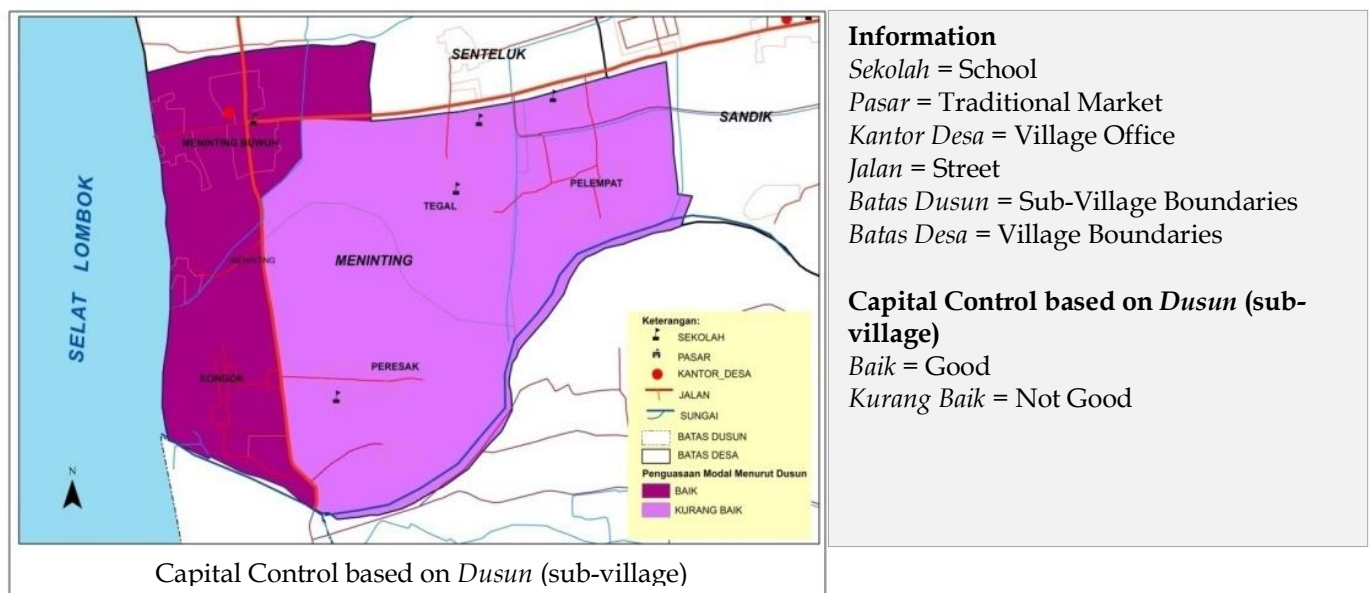 SENTELUK
SANDIK
MENINTING BUWUH
PELEMPAT
TEGAL
SELAT LOMBOK
MENINTING
MENINTING
PERESAK
KONGOK
N
Keterangan:
SEKOLAH
PASAR
KANTOR_DESA
JALAN
SUNGAI
BATAS DUSUN
BATAS DESA
Penguasaan Modal Menurut Dusun
BAIK
KURANG BAIK
Capital Control based on Dusun (sub-village)
Information
Sekolah = School
Pasar = Traditional Market
Kantor Desa = Village Office
Jalan = Street
Batas Dusun = Sub-Village Boundaries
Batas Desa = Village Boundaries
Capital Control based on Dusun (sub-
village)
Baik = Good
Kurang Baik = Not Good